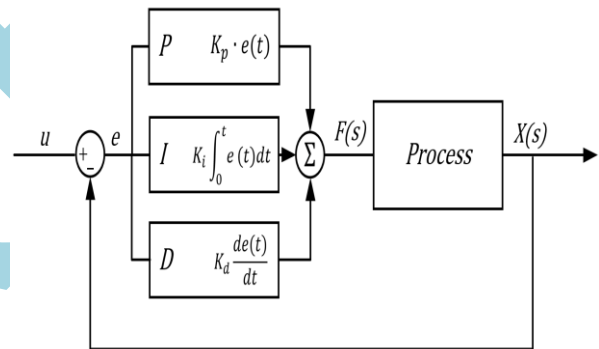 P K_p · e(t)
u + − e I K_i ∫_0^t e (t)dt Σ F(s) Process X(s)
D K_d de(t)/dt